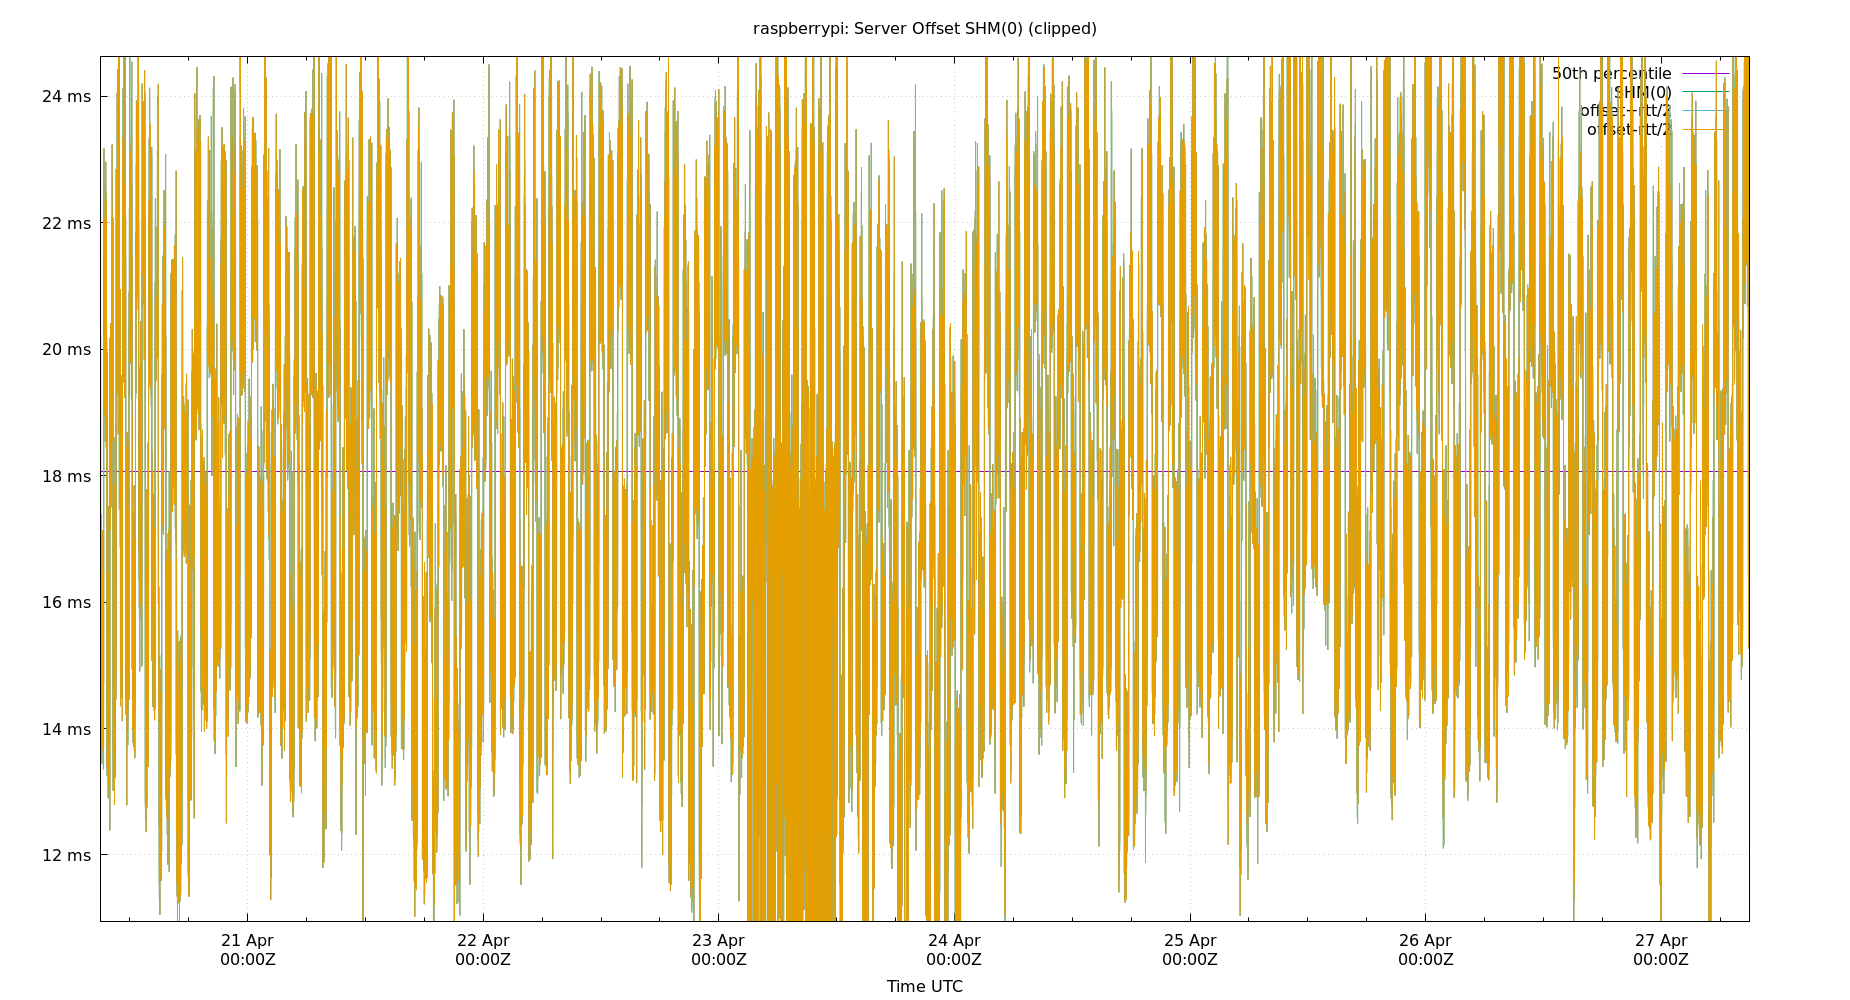 raspberrypi: Server Offset SHM(0) (clipped)
50th percentile
SHM(0)
offset+rtt/2
offset-rtt/2
24 ms
22 ms
20 ms
18 ms
16 ms
14 ms
12 ms
21 Apr 22 Apr 23 Apr 24 Apr 25 Apr 26 Apr 27 Apr
00:00Z 00:00Z 00:00Z 00:00Z 00:00Z 00:00Z 00:00Z
Time UTC